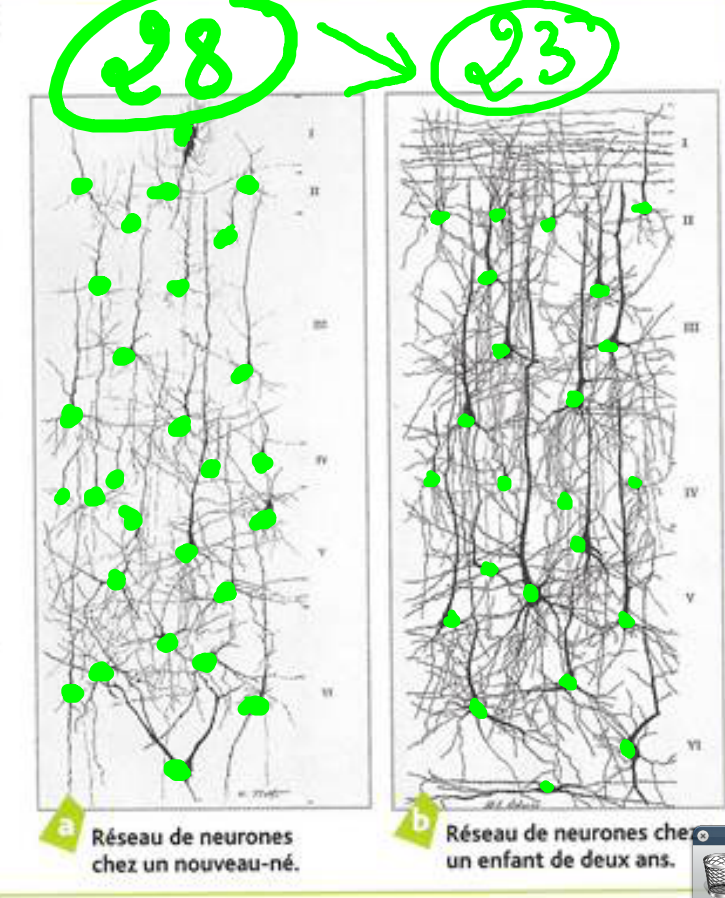 28 → 23
I
II
III
IV
V
VI
I
II
III
IV
V
VI
a
Réseau de neurones
chez un nouveau-né.
b
Réseau de neurones chez
un enfant de deux ans.